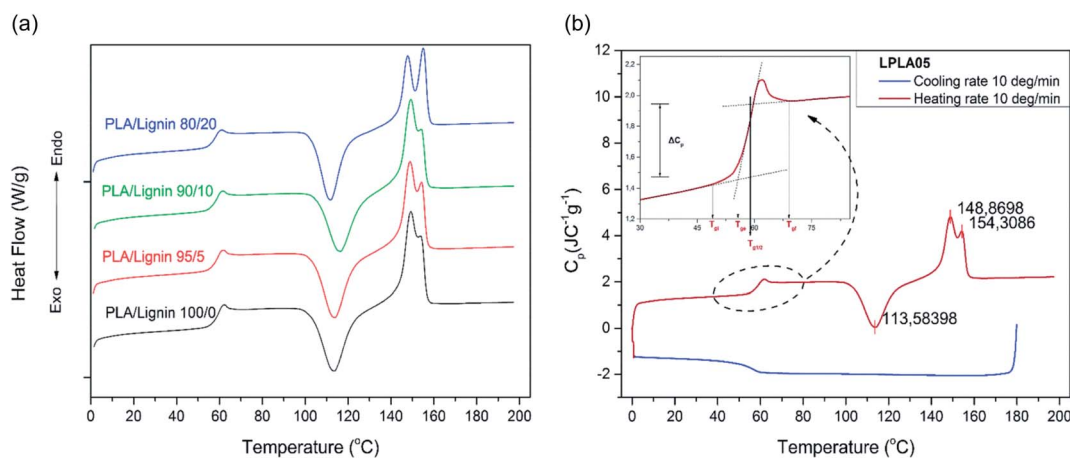 (a)
PLA/Lignin 80/20
PLA/Lignin 90/10
PLA/Lignin 95/5
PLA/Lignin 100/0
Heat Flow (W/g)
Exo
Endo
0 20 40 60 80 100 120 140 160 180 200
Temperature (°C)
(b)
LPLA05
Cooling rate 10 deg/min
Heating rate 10 deg/min
12
10
8
6
4
2
0
-2
Cp(JC⁻¹g⁻¹)
2,2
2,0
1,8
1,6
1,4
1,2
ΔCp
30 45 60 75
Tgi
Tge
Tgf
Tg1/2
148,8698
154,3086
113,58398
0 20 40 60 80 100 120 140 160 180 200
Temperature (°C)